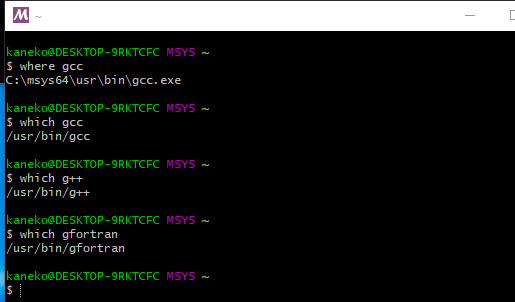 M ~
kaneko@DESKTOP-9RKTCFC MSYS ~
$ where gcc
C:\msys64\usr\bin\gcc.exe
kaneko@DESKTOP-9RKTCFC MSYS ~
$ which gcc
/usr/bin/gcc
kaneko@DESKTOP-9RKTCFC MSYS ~
$ which g++
/usr/bin/g++
kaneko@DESKTOP-9RKTCFC MSYS ~
$ which gfortran
/usr/bin/gfortran
kaneko@DESKTOP-9RKTCFC MSYS ~
$